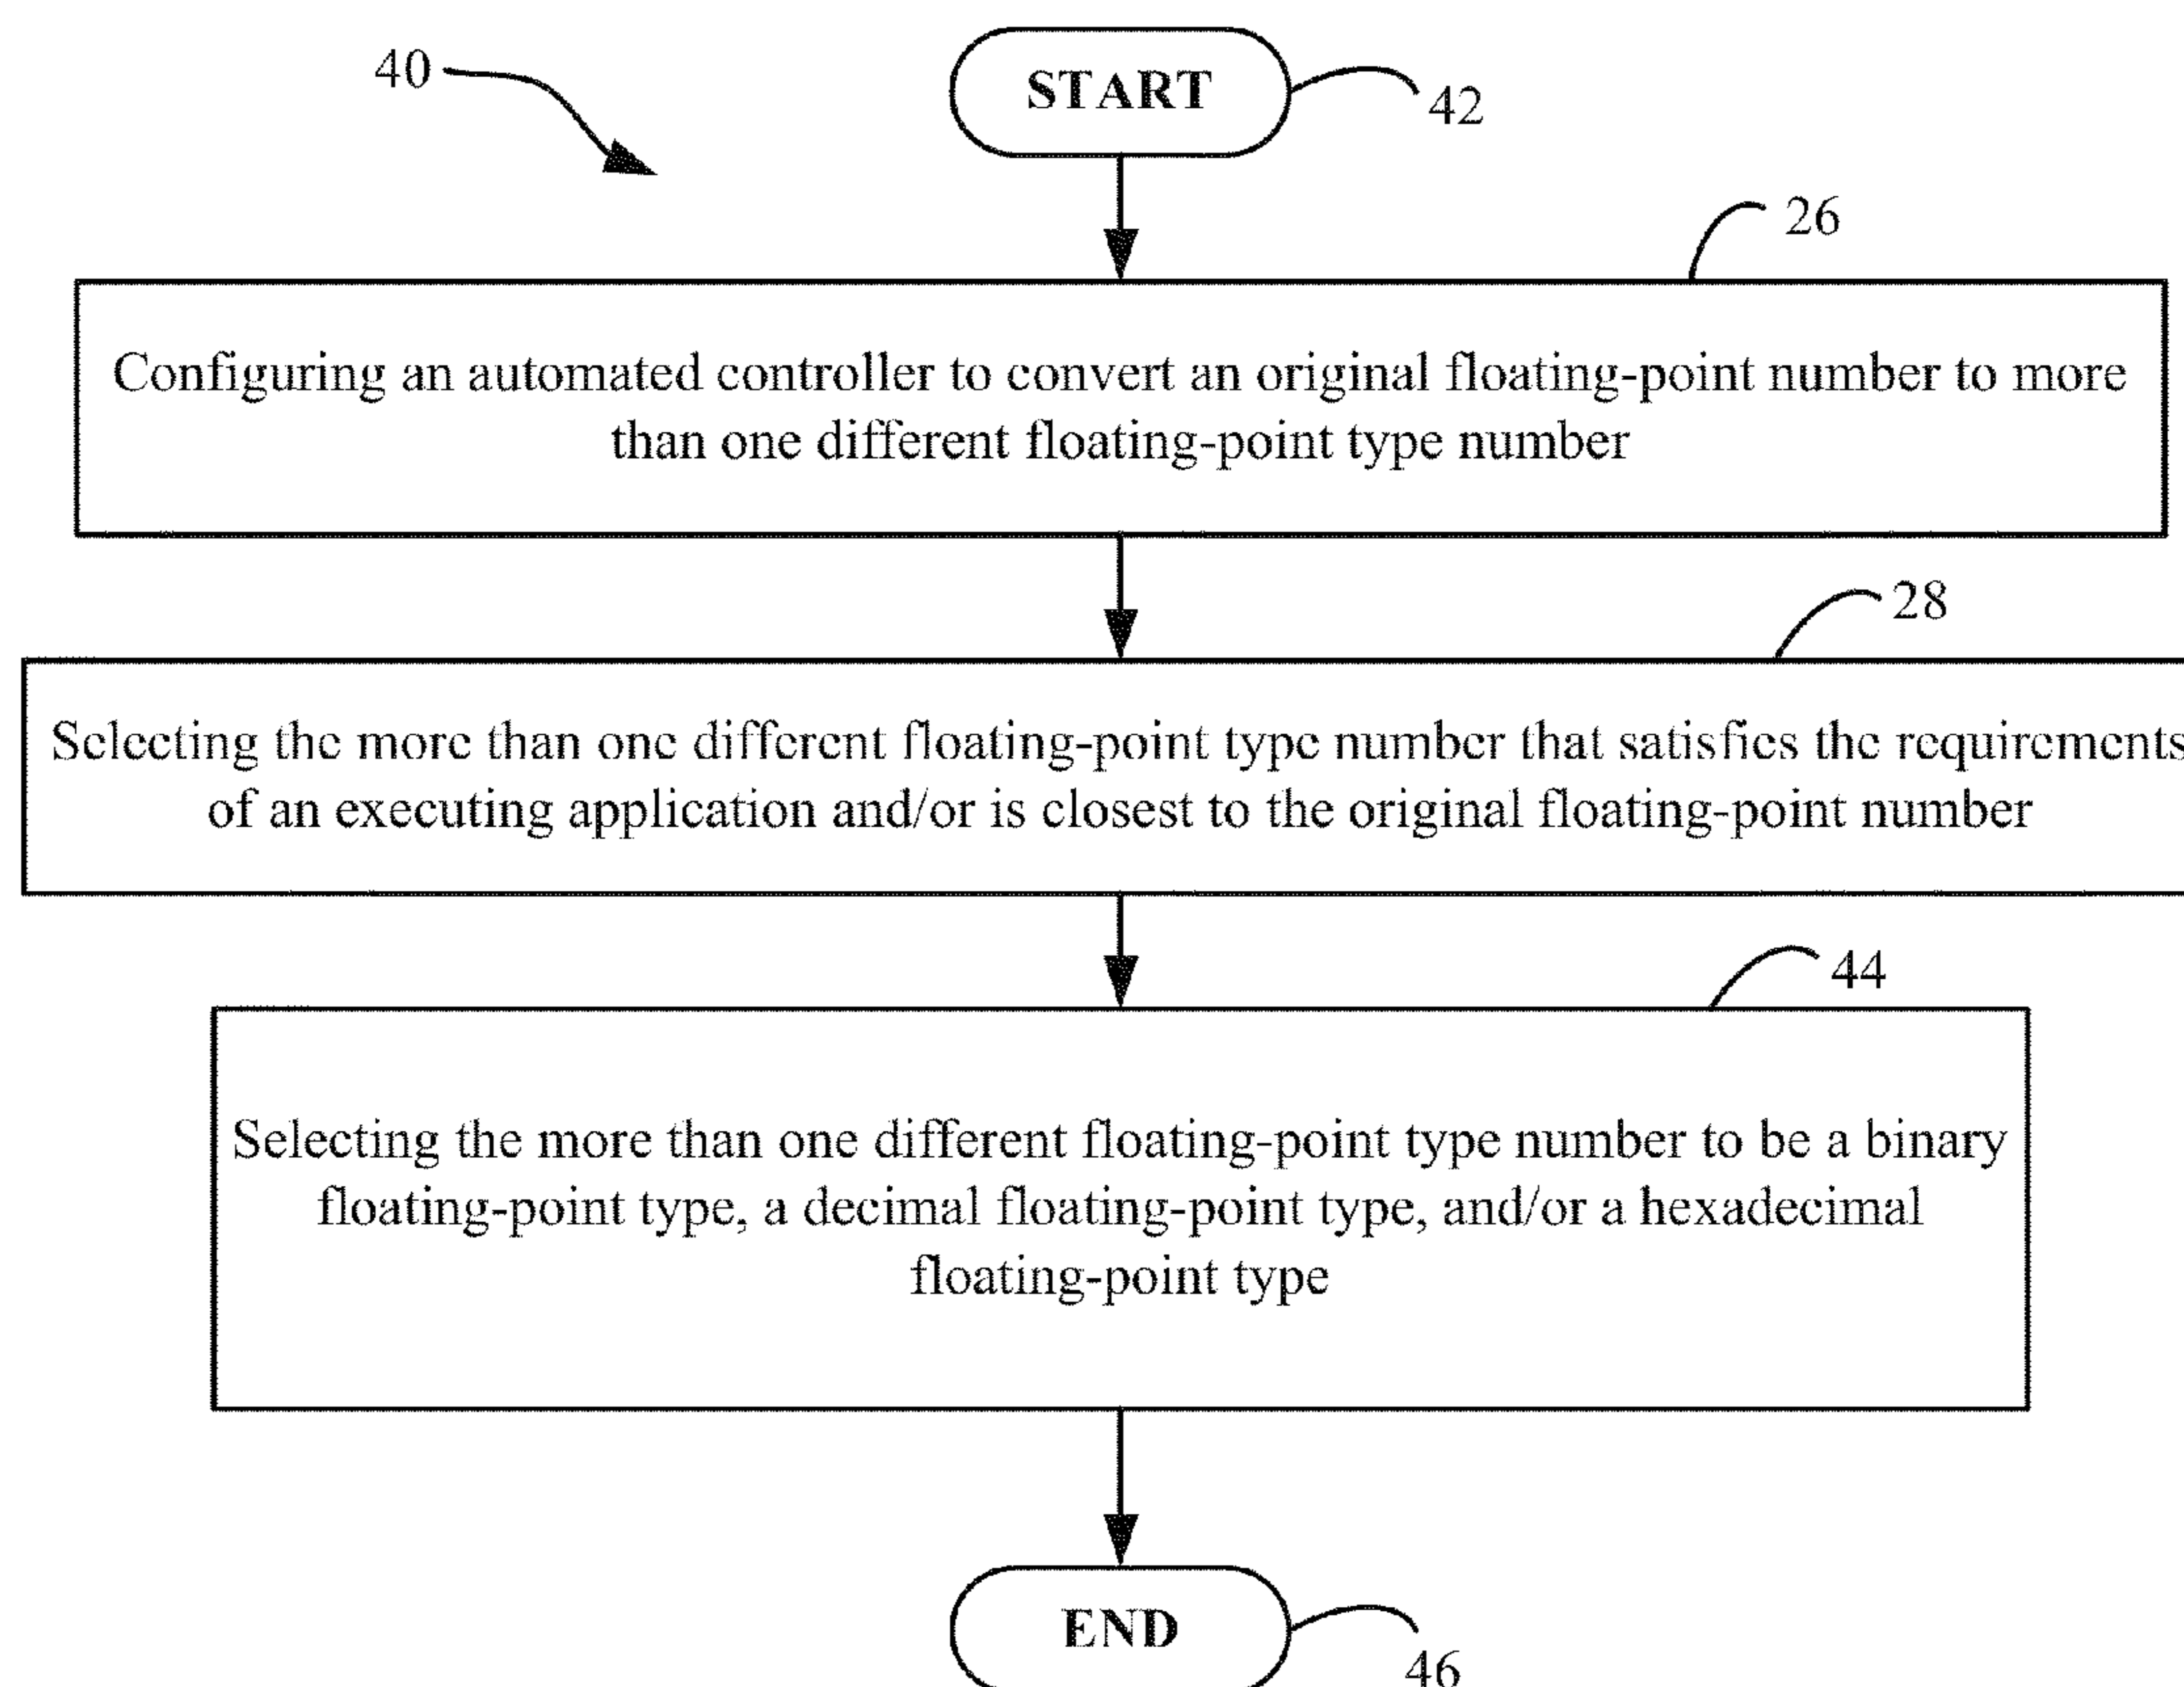 40
START
42
26
Configuring an automated controller to convert an original floating-point number to more
than one different floating-point type number
28
Selecting the more than one different floating-point type number that satisfies the requirements
of an executing application and/or is closest to the original floating-point number
44
Selecting the more than one different floating-point type number to be a binary
floating-point type, a decimal floating-point type, and/or a hexadecimal
floating-point type
END
46